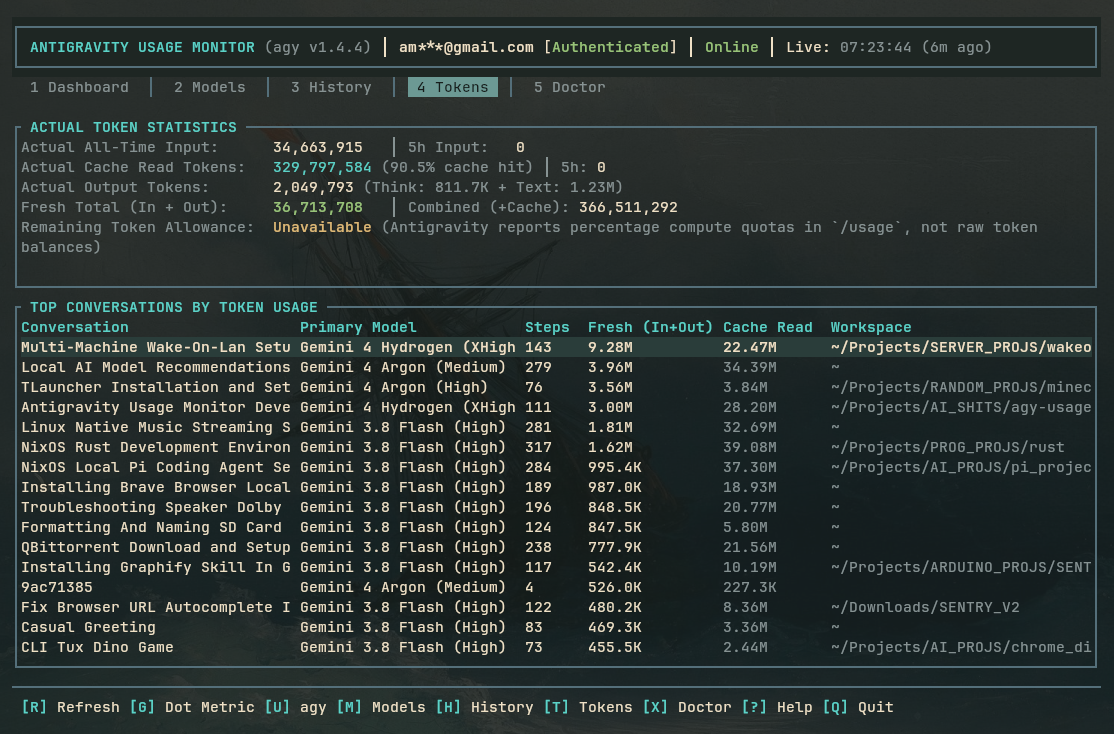 ANTIGRAVITY USAGE MONITOR (agy v1.4.4) │ am***@gmail.com [Authenticated] │ Online │ Live: 07:23:44 (6m ago)
1 Dashboard │ 2 Models │ 3 History │ 4 Tokens │ 5 Doctor
ACTUAL TOKEN STATISTICS
Actual All-Time Input: 34,663,915 │ 5h Input: 0
Actual Cache Read Tokens: 329,797,584 (90.5% cache hit) │ 5h: 0
Actual Output Tokens: 2,049,793 (Think: 811.7K + Text: 1.23M)
Fresh Total (In + Out): 36,713,708 │ Combined (+Cache): 366,511,292
Remaining Token Allowance: Unavailable (Antigravity reports percentage compute quotas in `/usage`, not raw token
balances)
TOP CONVERSATIONS BY TOKEN USAGE
Conversation Primary Model Steps Fresh (In+Out) Cache Read Workspace
Multi-Machine Wake-On-Lan Setu Gemini 4 Hydrogen (XHigh 143 9.28M 22.47M ~/Projects/SERVER_PROJS/wakeo
Local AI Model Recommendations Gemini 4 Argon (Medium) 279 3.96M 34.39M ~
TLauncher Installation and Set Gemini 4 Argon (High) 76 3.56M 3.84M ~/Projects/RANDOM_PROJS/minec
Antigravity Usage Monitor Deve Gemini 4 Hydrogen (XHigh 111 3.00M 28.20M ~/Projects/AI_SHITS/agy-usage
Linux Native Music Streaming S Gemini 3.8 Flash (High) 281 1.81M 32.69M ~
NixOS Rust Development Environ Gemini 3.8 Flash (High) 317 1.62M 39.08M ~/Projects/PROG_PROJS/rust
NixOS Local Pi Coding Agent Se Gemini 3.8 Flash (High) 284 995.4K 37.30M ~/Projects/AI_PROJS/pi_projec
Installing Brave Browser Local Gemini 3.8 Flash (High) 189 987.0K 18.93M ~
Troubleshooting Speaker Dolby Gemini 3.8 Flash (High) 196 848.5K 20.77M ~
Formatting And Naming SD Card Gemini 3.8 Flash (High) 124 847.5K 5.80M ~
QBittorrent Download and Setup Gemini 3.8 Flash (High) 238 777.9K 21.56M ~
Installing Graphify Skill In G Gemini 3.8 Flash (High) 117 542.4K 10.19M ~/Projects/ARDUINO_PROJS/SENT
9ac71385 Gemini 4 Argon (Medium) 4 526.0K 227.3K
Fix Browser URL Autocomplete I Gemini 3.8 Flash (High) 122 480.2K 8.36M ~/Downloads/SENTRY_V2
Casual Greeting Gemini 3.8 Flash (High) 83 469.3K 3.36M ~
CLI Tux Dino Game Gemini 3.8 Flash (High) 73 455.5K 2.44M ~/Projects/AI_PROJS/chrome_di
[R] Refresh [G] Dot Metric [U] agy [M] Models [H] History [T] Tokens [X] Doctor [?] Help [Q] Quit